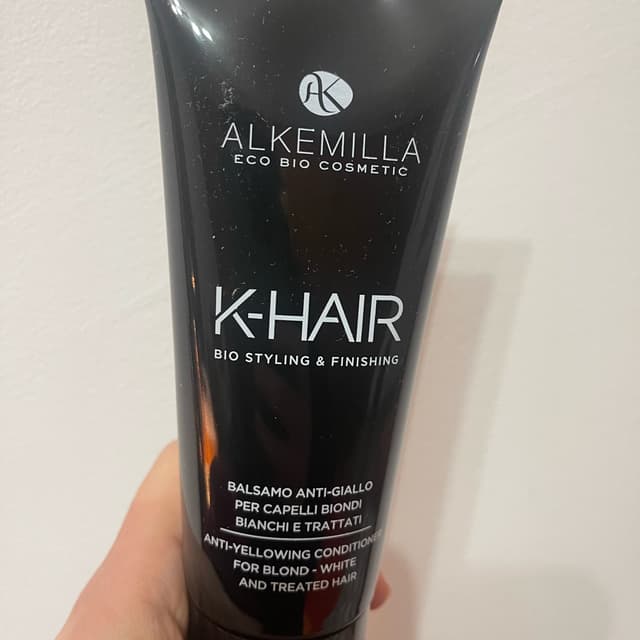 AK
ALKEMILLA
ECO BIO COSMETIC
K-HAIR
BIO STYLING & FINISHING
BALSAMO ANTI-GIALLO
PER CAPELLI BIONDI
BIANCHI E TRATTATI
ANTI-YELLOWING CONDITIONER
FOR BLOND - WHITE
AND TREATED HAIR